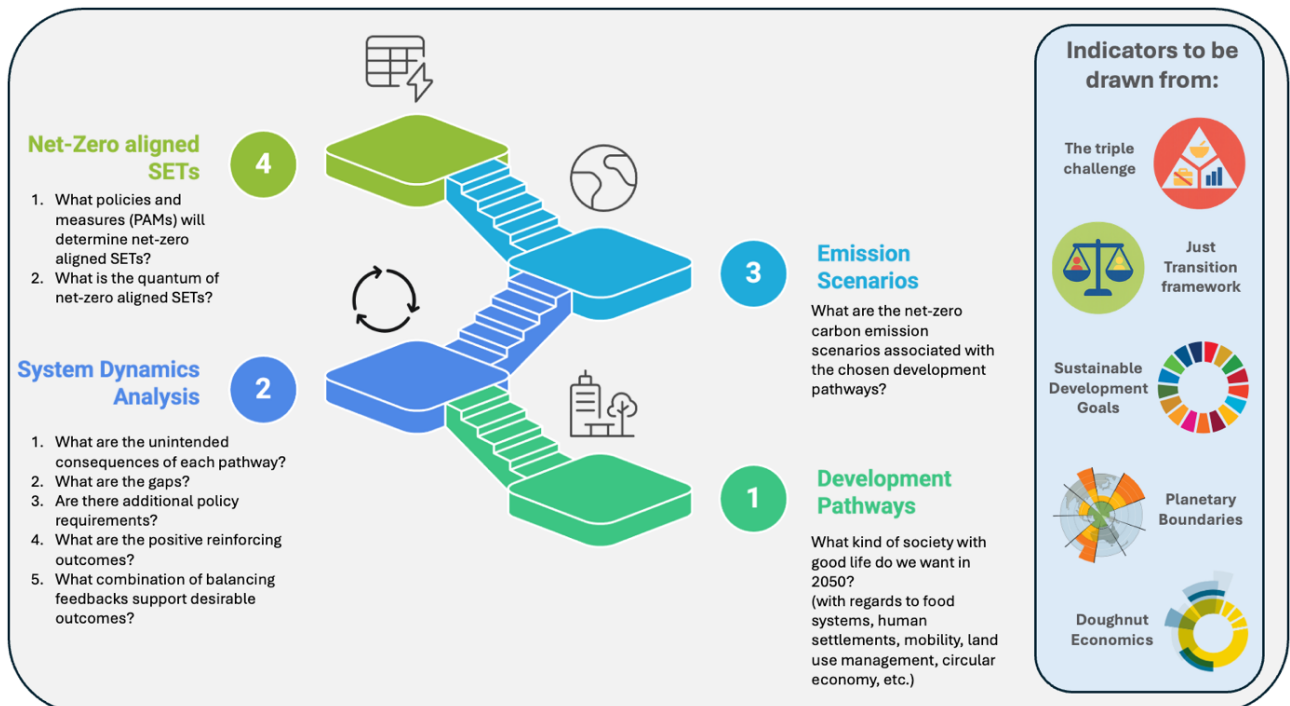 Net-Zero aligned
SETs
4
1. What policies and
measures (PAMs) will
determine net-zero
aligned SETs?
2. What is the quantum of
net-zero aligned SETs?
3
Emission
Scenarios
What are the net-zero
carbon emission
scenarios associated with
the chosen development
pathways?
System Dynamics
Analysis
2
1. What are the unintended
consequences of each pathway?
2. What are the gaps?
3. Are there additional policy
requirements?
4. What are the positive reinforcing
outcomes?
5. What combination of balancing
feedbacks support desirable
outcomes?
1
Development
Pathways
What kind of society with
good life do we want in
2050?
(with regards to food
systems, human
settlements, mobility, land
use management, circular
economy, etc.)
Indicators to be
drawn from:
The triple
challenge
Just
Transition
framework
Sustainable
Development
Goals
Planetary
Boundaries
Doughnut
Economics